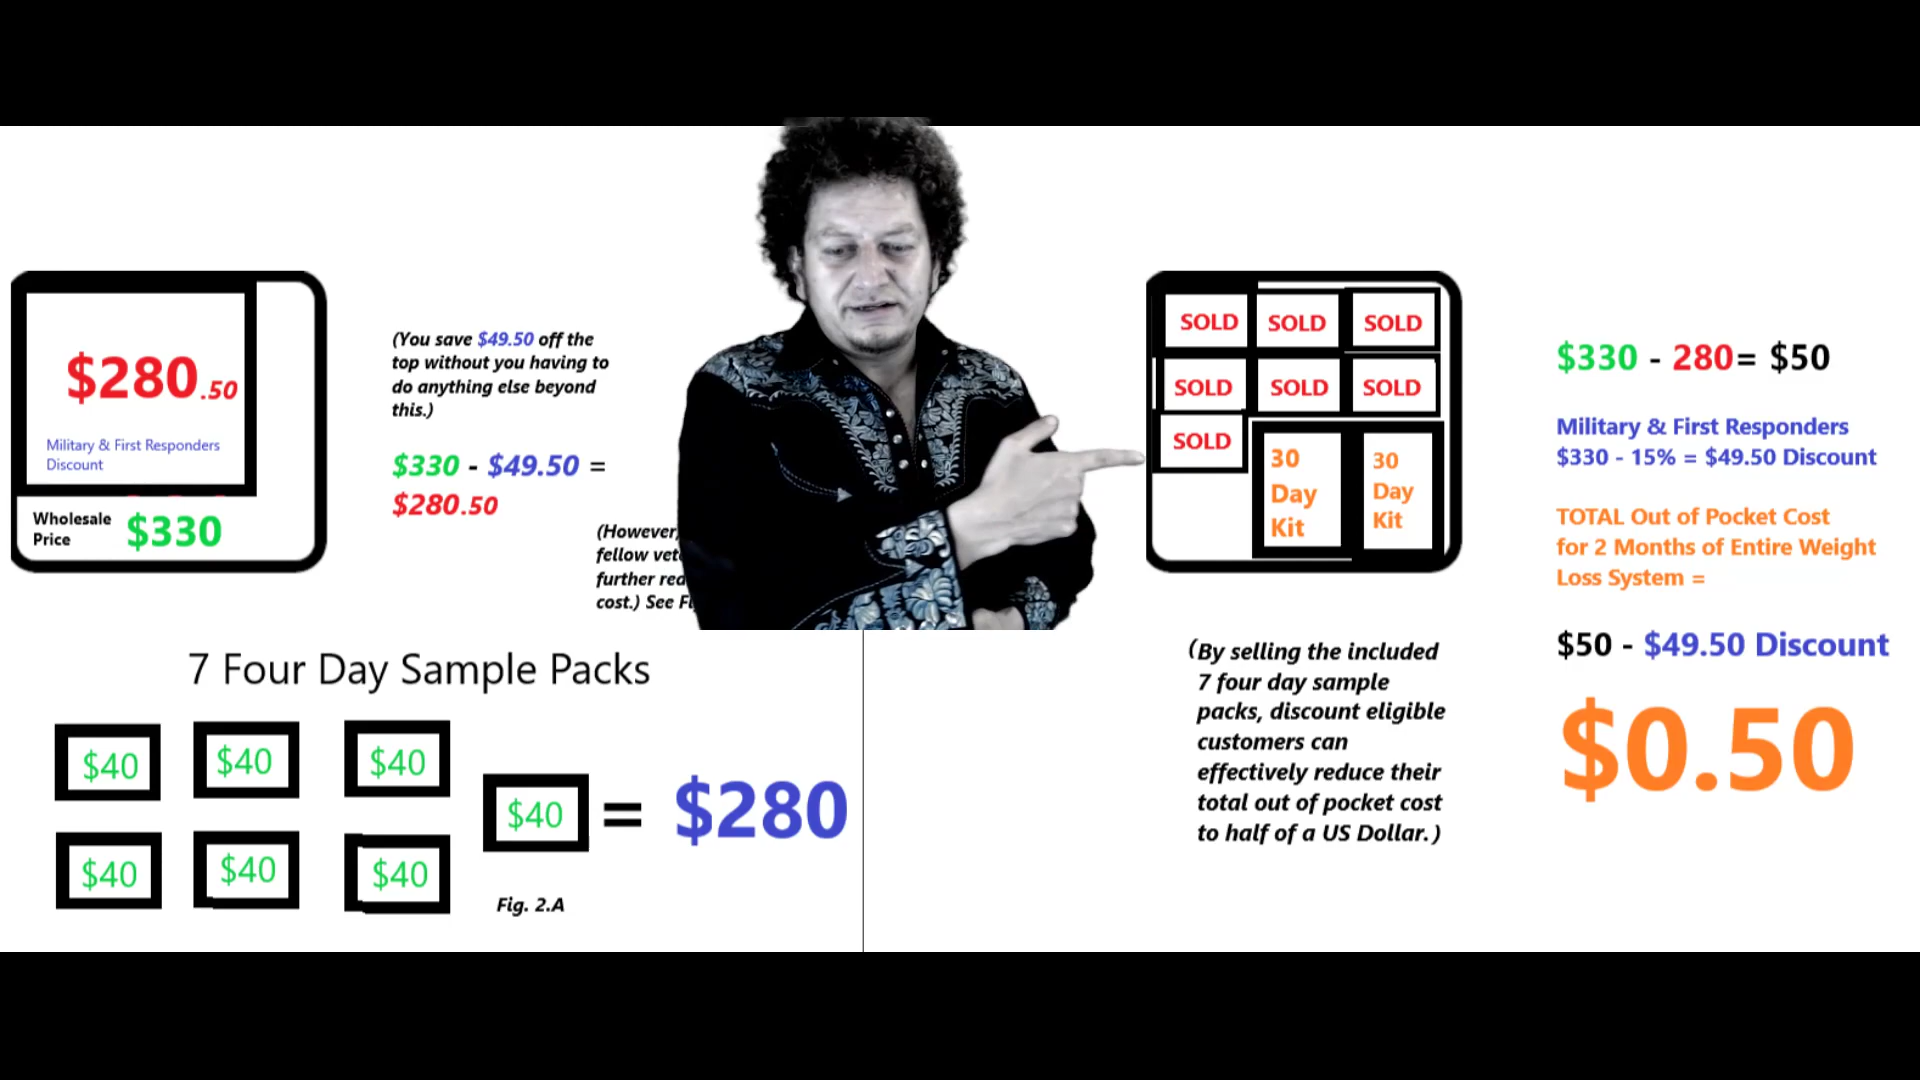 $280.50
Military & First Responders
Discount
Wholesale
Price
$330
(You save $49.50 off the
top without you having to
do anything else beyond
this.)
$330 - $49.50 =
$280.50
(However,
fellow
further
cost.) See
7 Four Day Sample Packs
$40
$40
$40
$40
$40
$40
$40
= $280
Fig. 2.A
SOLD SOLD SOLD
SOLD SOLD SOLD
SOLD
30
Day
Kit
30
Day
Kit
(By selling the included
7 four day sample
packs, discount eligible
customers can
effectively reduce their
total out of pocket cost
to half of a US Dollar.)
$330 - 280= $50
Military & First Responders
$330 - 15% = $49.50 Discount
TOTAL Out of Pocket Cost
for 2 Months of Entire Weight
Loss System =
$50 - $49.50 Discount
$0.50